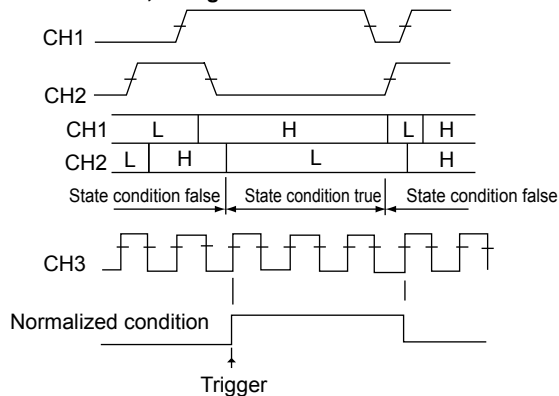 CH1
CH2
CH1 L H L H
CH2 L H L H
State condition false State condition true State condition false
CH3
Normalized condition
Trigger